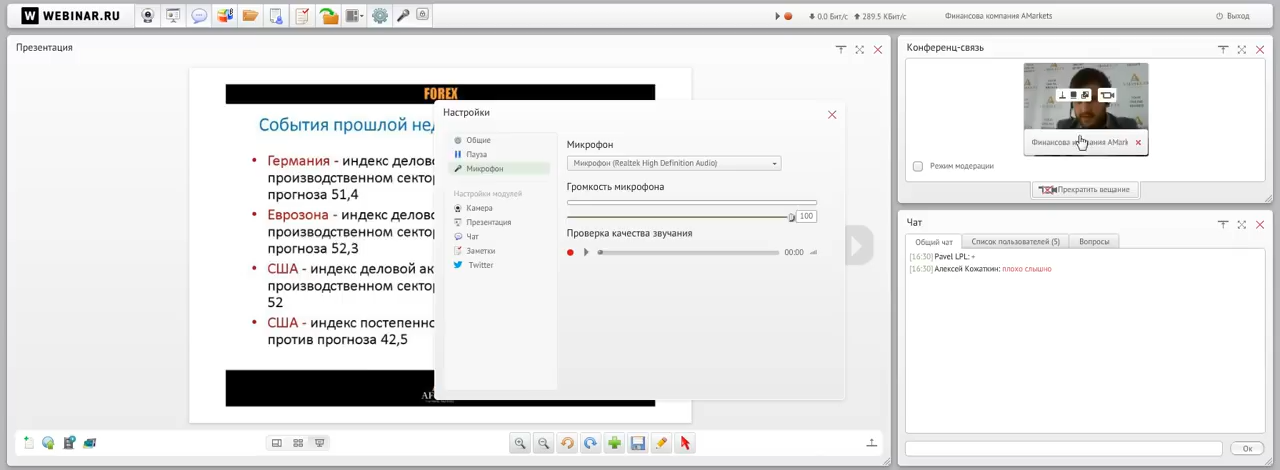 WEBINAR.RU
0.0 Бит/с
289,5 КБит/с
Финансова компания AMarkets
Выход
Презентация
FOREX
События прошлой нед
Германия - индекс делово
производственном сектор
прогноза 51,4
Еврозона - индекс делово
производственном сектор
прогноза 52,3
США - индекс деловой ак
производственном сектор
52
США - индекс постепенно
против прогноза 42,5
Настройки
Общие
Пауза
Микрофон
Настройки модулей
Камера
Презентация
Чат
Заметки
Twitter
Микрофон
Микрофон (Realtek High Definition Audio)
Громкость микрофона
100
Проверка качества звучания
00:00
Конференц-связь
Финансова компания AMark
Режим модерации
Прекратить вещание
Чат
Общий чат
Список пользователей (5)
Вопросы
[16:30] Pavel LPL: +
[16:30] Алексей Кожаткин: плохо слышно
Ок